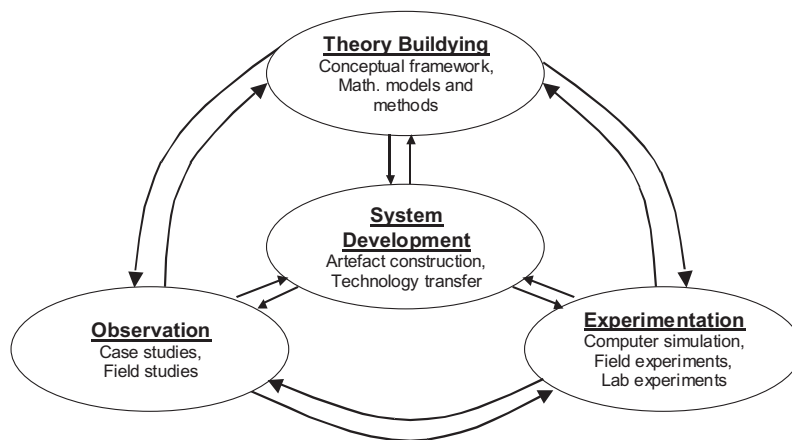 Theory Buildying
Conceptual framework,
Math. models and
methods
System
Development
Artefact construction,
Technology transfer
Observation
Case studies,
Field studies
Experimentation
Computer simulation,
Field experiments,
Lab experiments